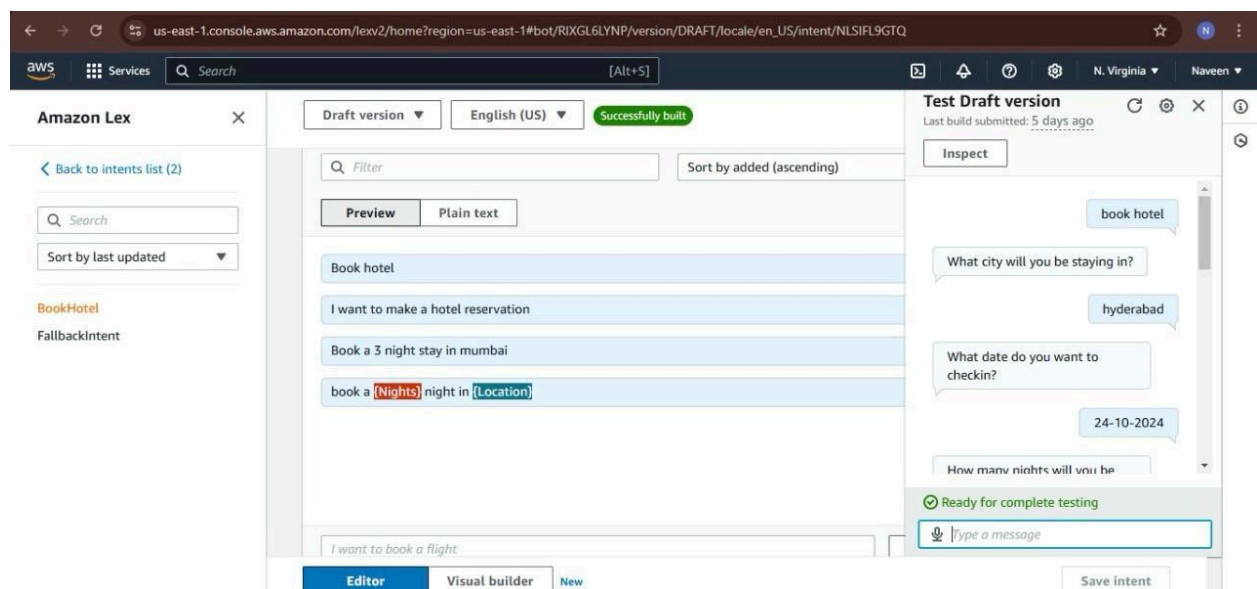 us-east-1.console.aws.amazon.com/lexv2/home?region=us-east-1#bot/RIXGL6LYNP/version/DRAFT/locale/en_US/intent/NLSIFL9GTQ
N
aws
Services
Search
[Alt+S]
N. Virginia
Naveen
Amazon Lex
Back to intents list (2)
Search
Sort by last updated
BookHotel
FallbackIntent
Draft version
English (US)
Successfully built
Filter
Sort by added (ascending)
Preview
Plain text
Book hotel
I want to make a hotel reservation
Book a 3 night stay in mumbai
book a {Nights} night in {Location}
I want to book a flight
Editor
Visual builder
New
Save intent
Test Draft version
Last build submitted: 5 days ago
Inspect
book hotel
What city will you be staying in?
hyderabad
What date do you want to
checkin?
24-10-2024
How many nights will you be
Ready for complete testing
Type a message